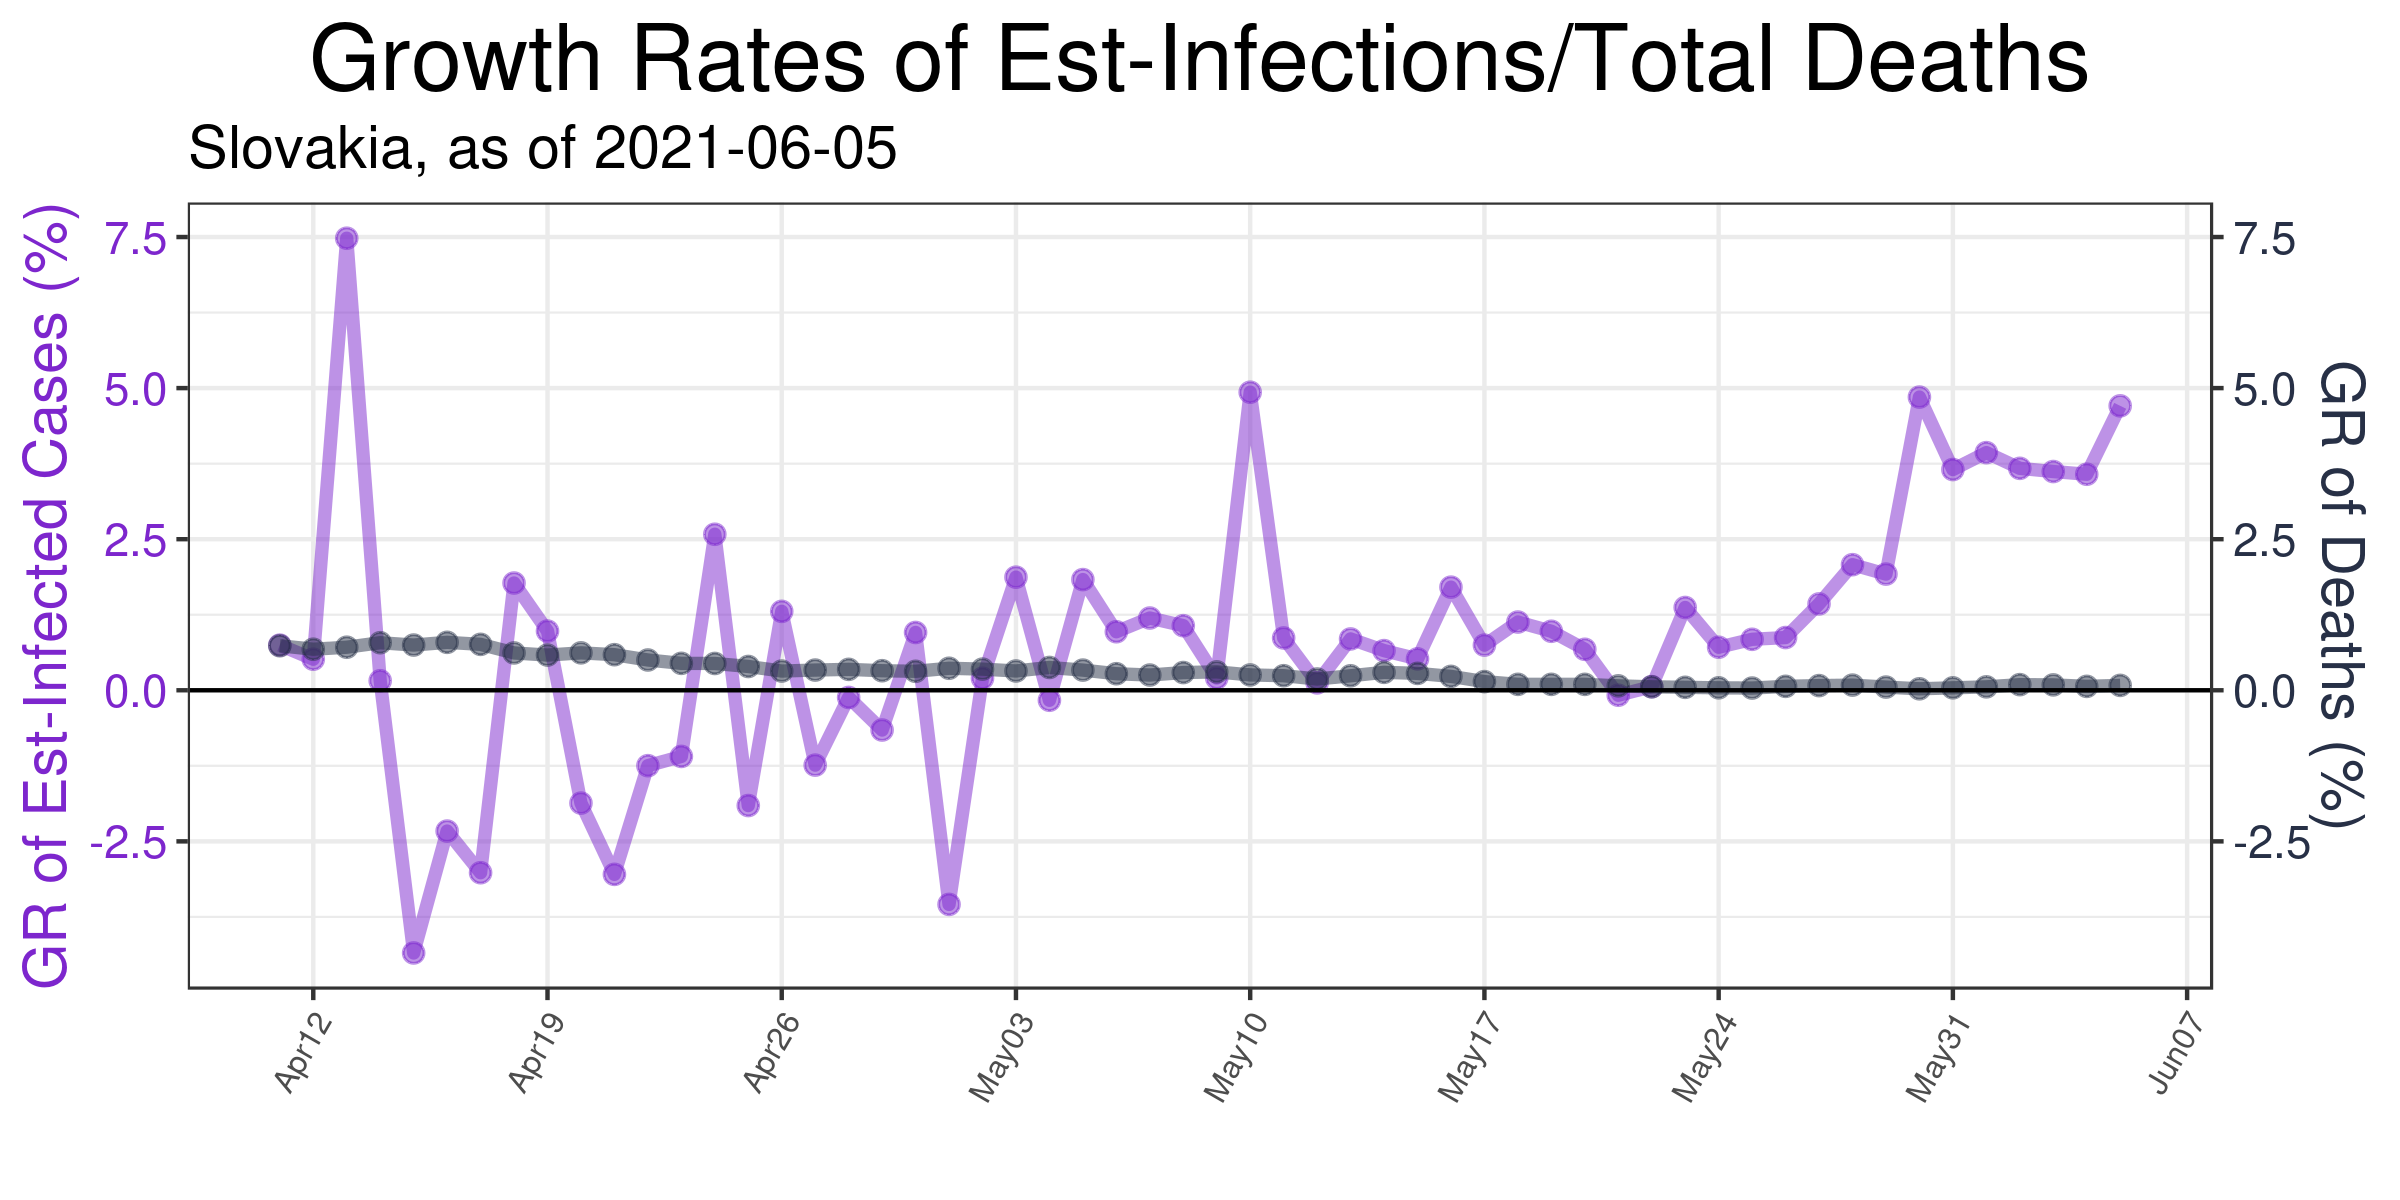 Growth Rates of Est-Infections/Total Deaths
Slovakia, as of 2021-06-05
GR of Est-Infected Cases (%)
7.5
5.0
2.5
0.0
-2.5
7.5
5.0
2.5
0.0
-2.5
GR of Deaths (%)
Apr12
Apr19
Apr26
May03
May10
May17
May24
May31
Jun07